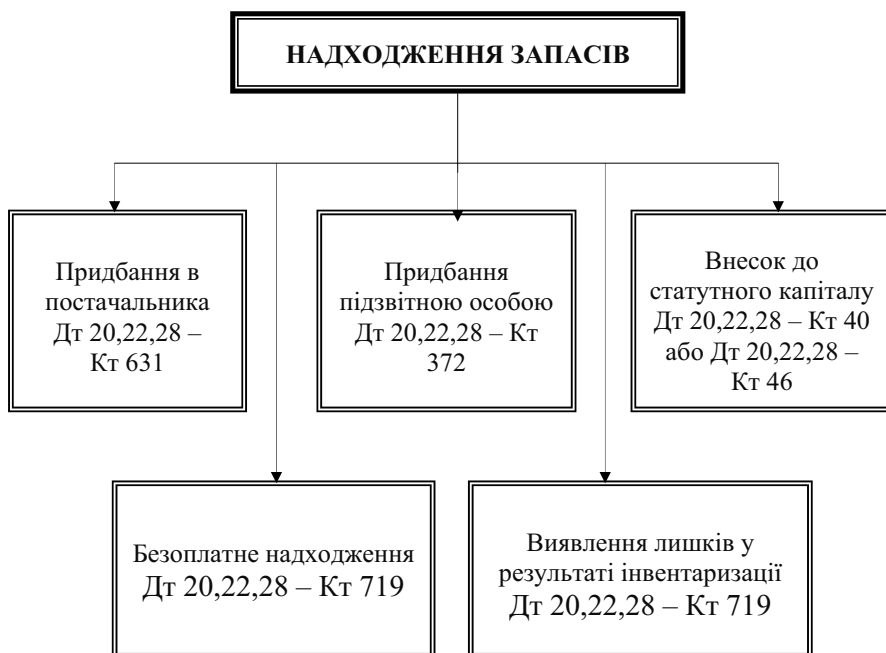 НАДХОДЖЕННЯ ЗАПАСІВ
Придбання в
постачальника
Дт 20,22,28 –
Кт 631
Придбання
підзвітною особою
Дт 20,22,28 – Кт
372
Внесок до
статутного капіталу
Дт 20,22,28 – Кт 40
або Дт 20,22,28 –
Кт 46
Безоплатне надходження
Дт 20,22,28 – Кт 719
Виявлення лишків у
результаті інвентаризації
Дт 20,22,28 – Кт 719